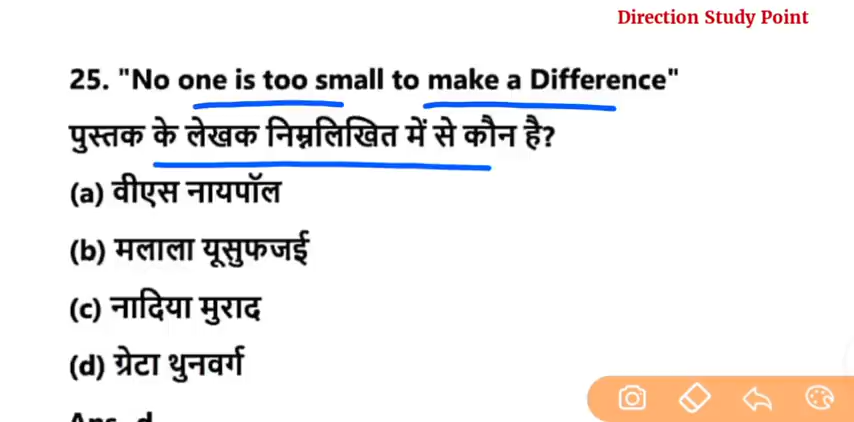 Direction Study Point
25. "No one is too small to make a Difference"
पुस्तक के लेखक निम्नलिखित में से कौन है?
(a) वीएस नायपॉल
(b) मलाला यूसुफजई
(c) नादिया मुराद
(d) ग्रेटा थुनवर्ग
Ans. d